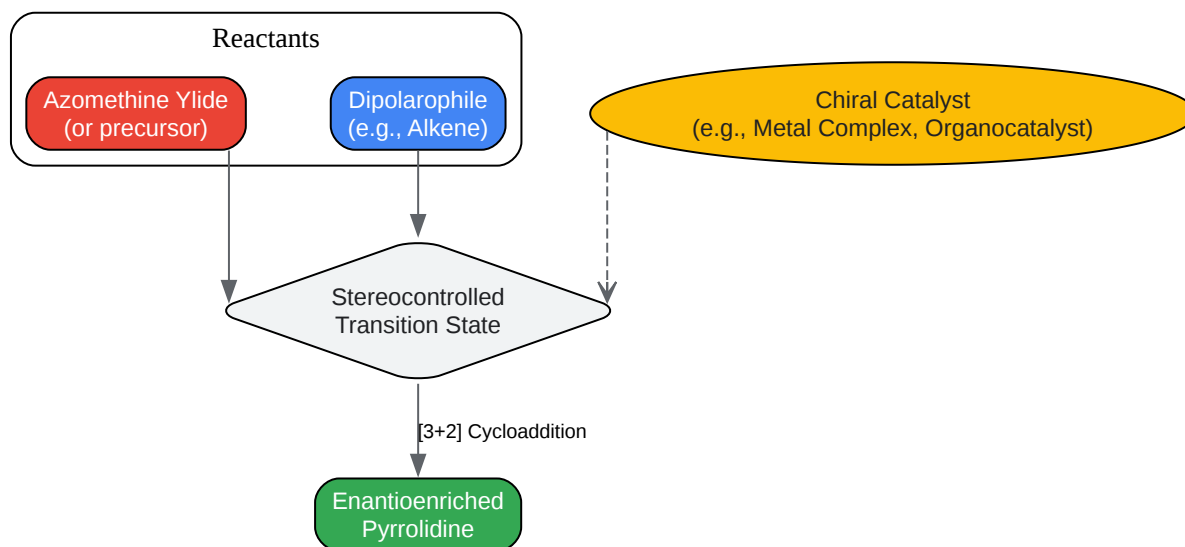 Reactants
Azomethine Ylide
(or precursor)
Dipolarophile
(e.g., Alkene)
Chiral Catalyst
(e.g., Metal Complex, Organocatalyst)
Stereocontrolled
Transition State
[3+2] Cycloaddition
Enantioenriched
Pyrrolidine